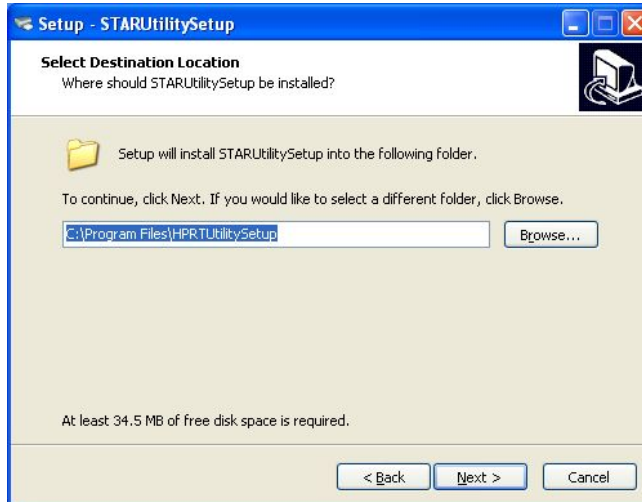 Setup - STARUtilitySetup
Select Destination Location
Where should STARUtilitySetup be installed?
Setup will install STARUtilitySetup into the following folder.
To continue, click Next. If you would like to select a different folder, click Browse.
C:\Program Files\HPRTUtilitySetup
Browse...
At least 34.5 MB of free disk space is required.
< Back
Next >
Cancel